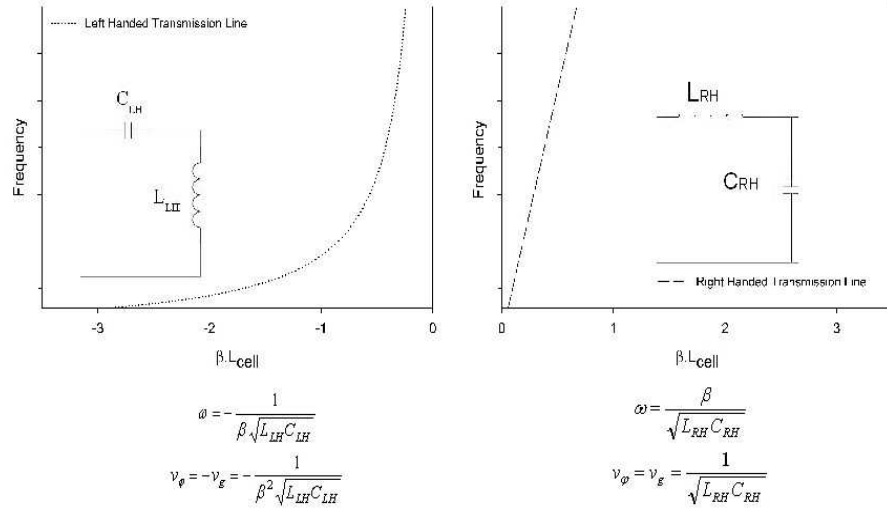 Left Handed Transmission Line
C_LH
L_LH
Frequency
-3 -2 -1 0
β.L_cell
ω = - 1 / (β√(L_LH C_LH))
v_φ = -v_g = - 1 / (β²√(L_LH C_LH))
L_RH
C_RH
Frequency
Right Handed Transmission Line
0 1 2 3
β.L_cell
ω = β / √(L_RH C_RH)
v_φ = v_g = 1 / √(L_RH C_RH)